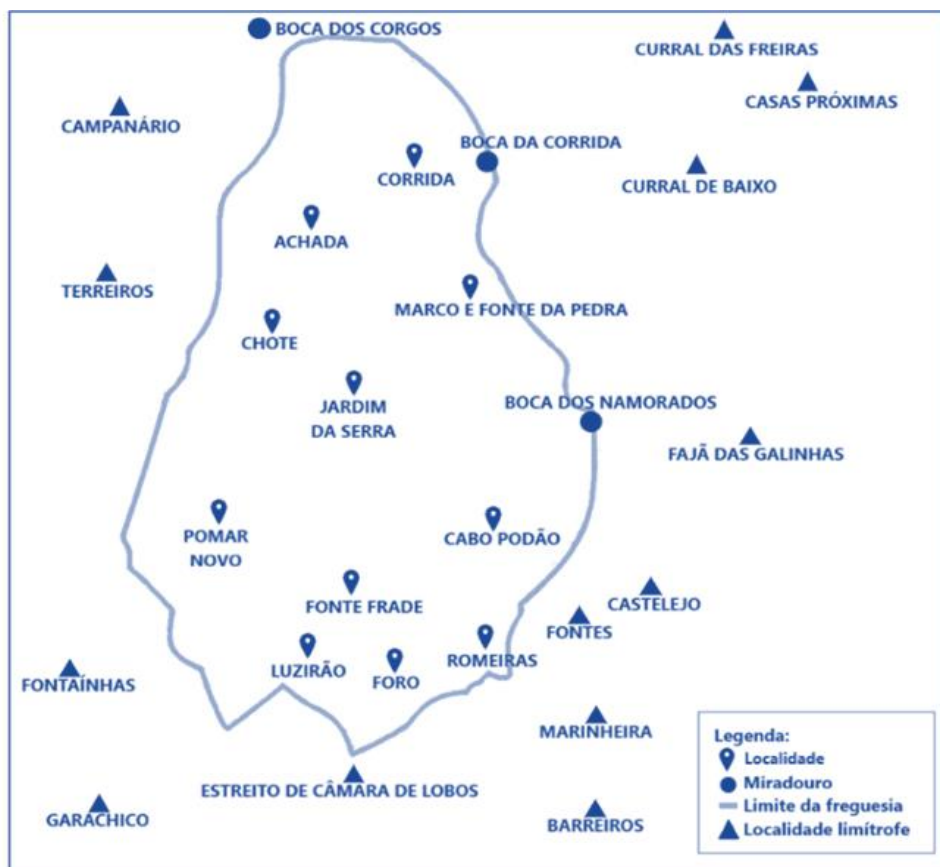 BOCA DOS CORGOS
CURRAL DAS FREIRAS
CASAS PRÓXIMAS
CAMPANÁRIO
BOCA DA CORRIDA
CORRIDA
CURRAL DE BAIXO
ACHADA
TERREIROS
MARCO E FONTE DA PEDRA
CHOTE
JARDIM
DA SERRA
BOCA DOS NAMORADOS
FAJÃ DAS GALINHAS
POMAR
NOVO
CABO PODÃO
FONTE FRADE
CASTELEJO
FONTES
LUZIRÃO
FORO
ROMEIRAS
FONTAÍNHAS
MARINHEIRA
ESTREITO DE CÂMARA DE LOBOS
GARACHICO
BARREIROS
Legenda:
Localidade
Miradouro
Limite da freguesia
Localidade limítrofe